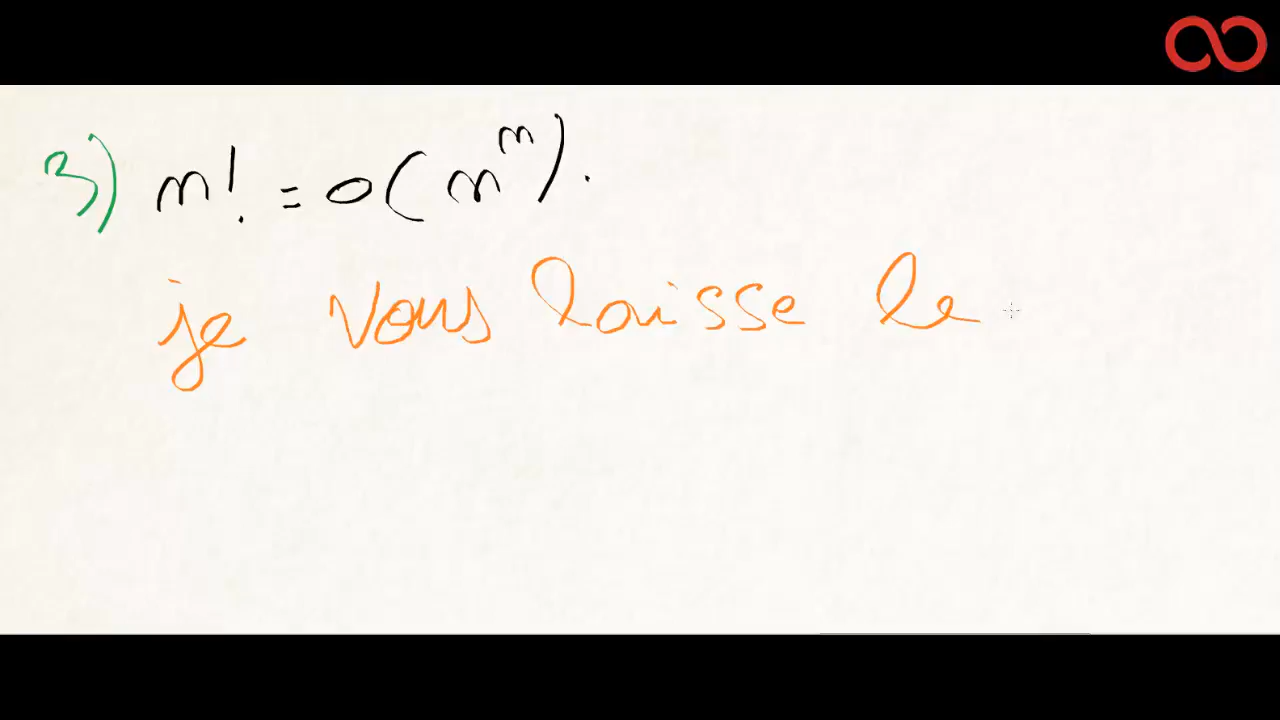 3) n! = o(n^n).
je vous laisse le